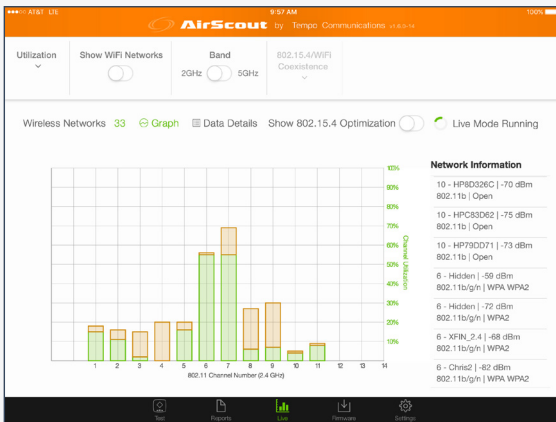 AT&T LTE 9:57 AM 100%
AirScout by Tempo Communications v1.6.0-14
Utilization Show WiFi Networks Band 802.15.4/WiFi
Coexistence
2GHz 5GHz
Wireless Networks 33 Graph Data Details Show 802.15.4 Optimization Live Mode Running
Network Information
10 - HP8D326C | -70 dBm
802.11b | Open
10 - HPC83D62 | -75 dBm
802.11b | Open
10 - HP79DD71 | -73 dBm
802.11b | Open
6 - Hidden | -59 dBm
802.11b/g/n | WPA WPA2
6 - Hidden | -72 dBm
802.11b/g/n | WPA2
6 - XFIN_2.4 | -68 dBm
802.11b/g/n | WPA2
6 - Chris2 | -82 dBm
802.11b/g/n | WPA WPA2
100%
90%
80%
70%
60%
50%
40%
30%
20%
10%
Channel Utilization
1 2 3 4 5 6 7 8 9 10 11 12 13 14
802.11 Channel Number (2.4 GHz)
Test Reports Live Firmware Settings